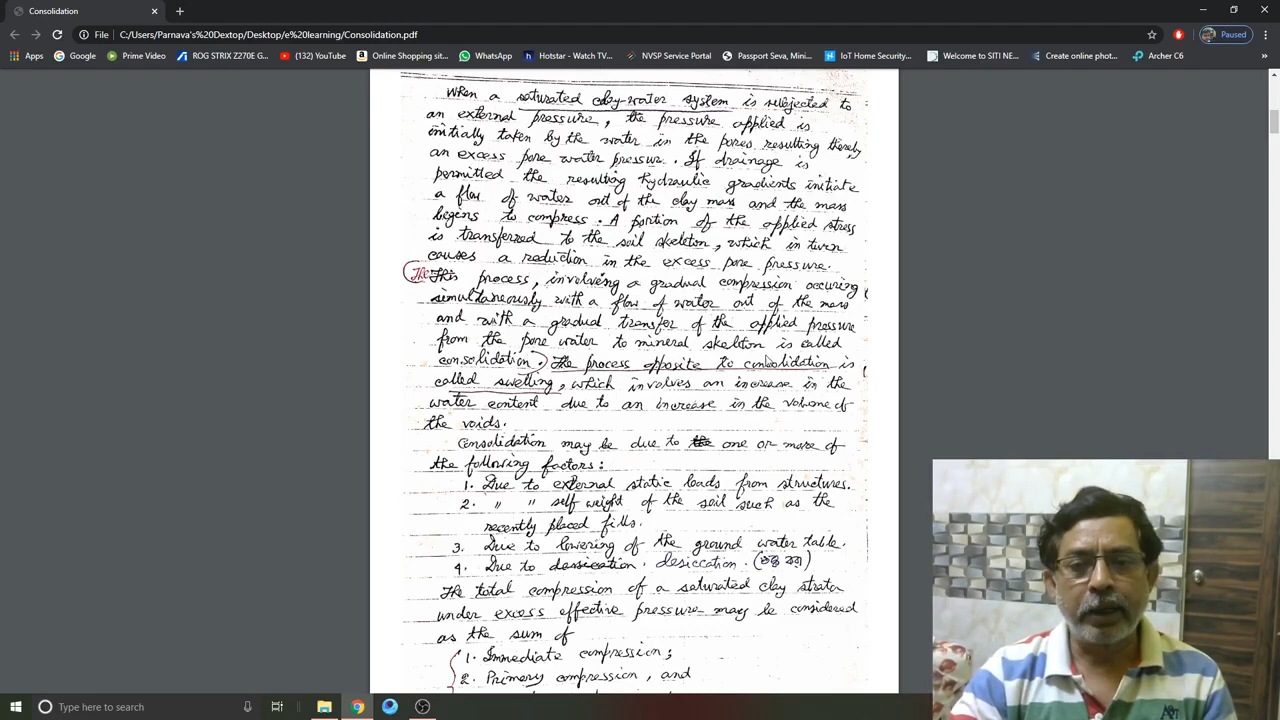 Consolidation
File | C:/Users/Parnava's%20Dextop/Desktop/e%20learning/Consolidation.pdf
Paused
Apps
Google
Prime Video
ROG STRIX Z270E G...
(132) YouTube
Online Shopping sit...
WhatsApp
Hotstar - Watch TV...
NVSP Service Portal
Passport Seva, Mini...
IoT Home Security...
Welcome to SITI NE...
Create online phot...
Archer C6
When a saturated clay-water system is subjected to
an external pressure, the pressure applied is
initially taken by the water in the pores resulting thereby
an excess pore water pressur. If drainage is
permitted the resulting hydraulic gradients initiate
a flow of water out of the clay mass and the mass
begins to compress. A portion of the applied stress
is transferred to the soil skeleton, which in turn
causes a reduction in the excess pore pressure.
The This process, involving a gradual compression occuring
simultaneously with a flow of water out of the mass
and with a gradual transfer of the applied pressure
from the pore water to mineral skeleton is called
consolidation. The process opposite to consolidation is
called swelling, which involves an increase in the
water content due to an increase in the volume of
the voids.
Consolidation may be due to one or more of
the following factors:
1. Due to external static loads from structures.
2. " " self weight of the soil such as the
recently placed fills.
3. Due to lowering of the ground water table.
4. Due to dessecation. desiccation.
The total compression of a saturated clay strata
under excess effective pressure may be considered
as the sum of
1. Immediate compression;
2. Primary compression, and
Type here to search